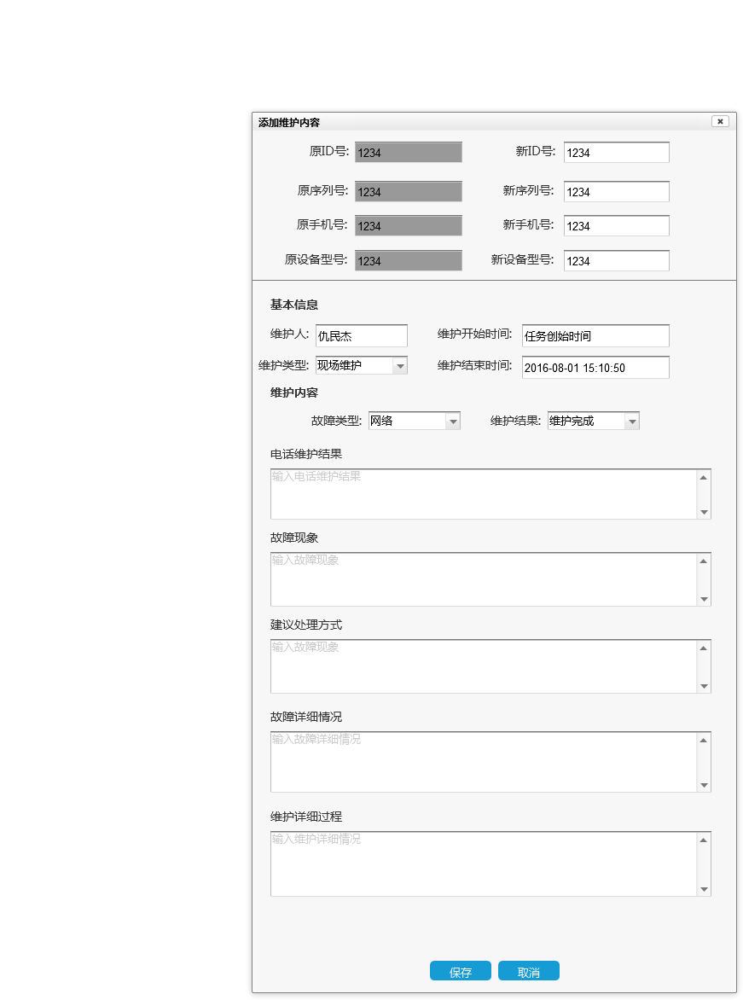 添加维护内容
原ID号: 1234 新ID号: 1234
原序列号: 1234 新序列号: 1234
原手机号: 1234 新手机号: 1234
原设备型号: 1234 新设备型号: 1234
基本信息
维护人: 仇民杰 维护开始时间: 任务创始时间
维护类型: 现场维护 维护结束时间: 2016-08-01 15:10:50
维护内容
故障类型: 网络 维护结果: 维护完成
电话维护结果
输入电话维护结果
故障现象
输入故障现象
建议处理方式
输入故障现象
故障详细情况
输入故障详细情况
维护详细过程
输入维护详细情况
保存 取消